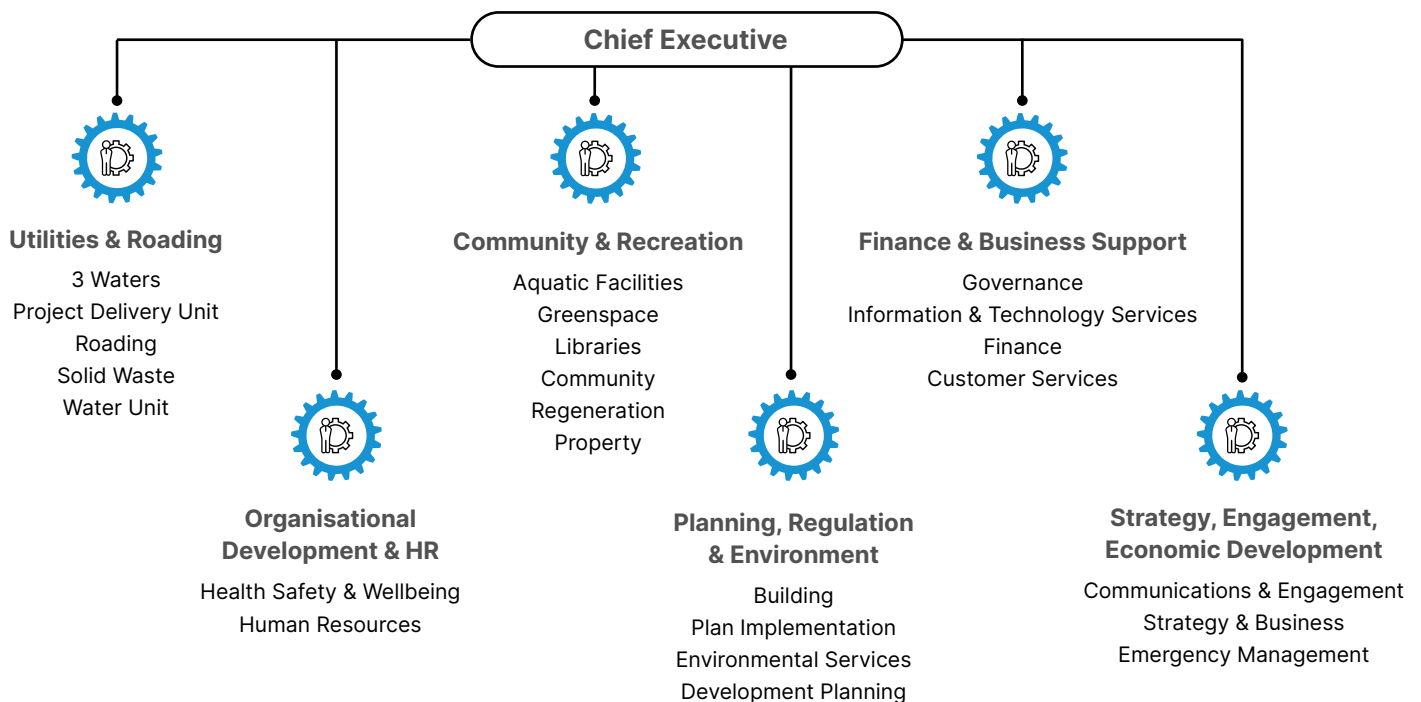 Chief Executive
Utilities & Roading
3 Waters
Project Delivery Unit
Roading
Solid Waste
Water Unit
Organisational
Development & HR
Health Safety & Wellbeing
Human Resources
Community & Recreation
Aquatic Facilities
Greenspace
Libraries
Community
Regeneration
Property
Planning, Regulation
& Environment
Building
Plan Implementation
Environmental Services
Development Planning
Finance & Business Support
Governance
Information & Technology Services
Finance
Customer Services
Strategy, Engagement,
Economic Development
Communications & Engagement
Strategy & Business
Emergency Management